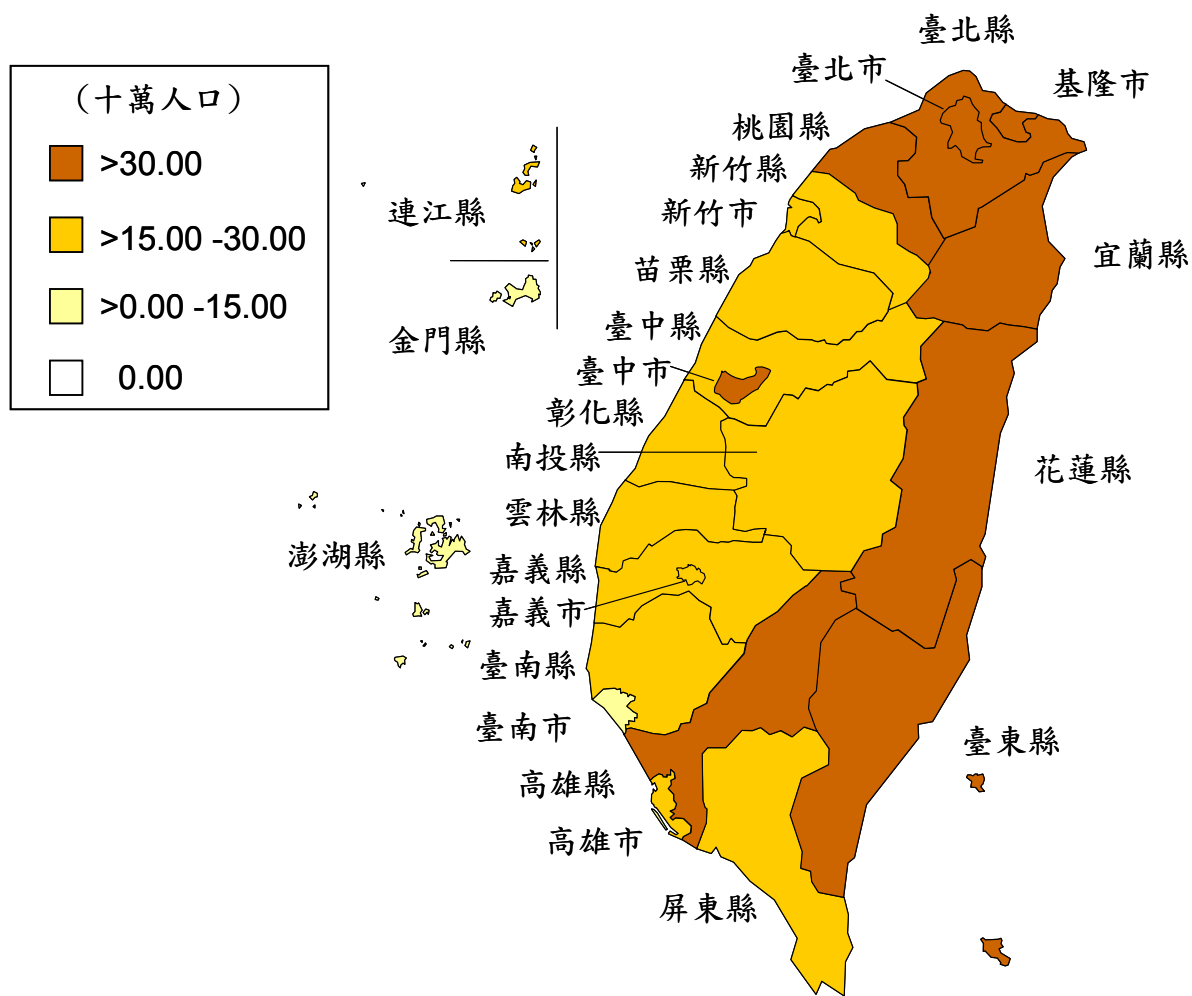 (十萬人口)
>30.00
>15.00 -30.00
>0.00 -15.00
0.00
臺北縣
臺北市
基隆市
桃園縣
新竹縣
新竹市
連江縣
宜蘭縣
苗栗縣
臺中縣
金門縣
臺中市
彰化縣
南投縣
花蓮縣
雲林縣
澎湖縣
嘉義縣
嘉義市
臺南縣
臺南市
臺東縣
高雄縣
高雄市
屏東縣